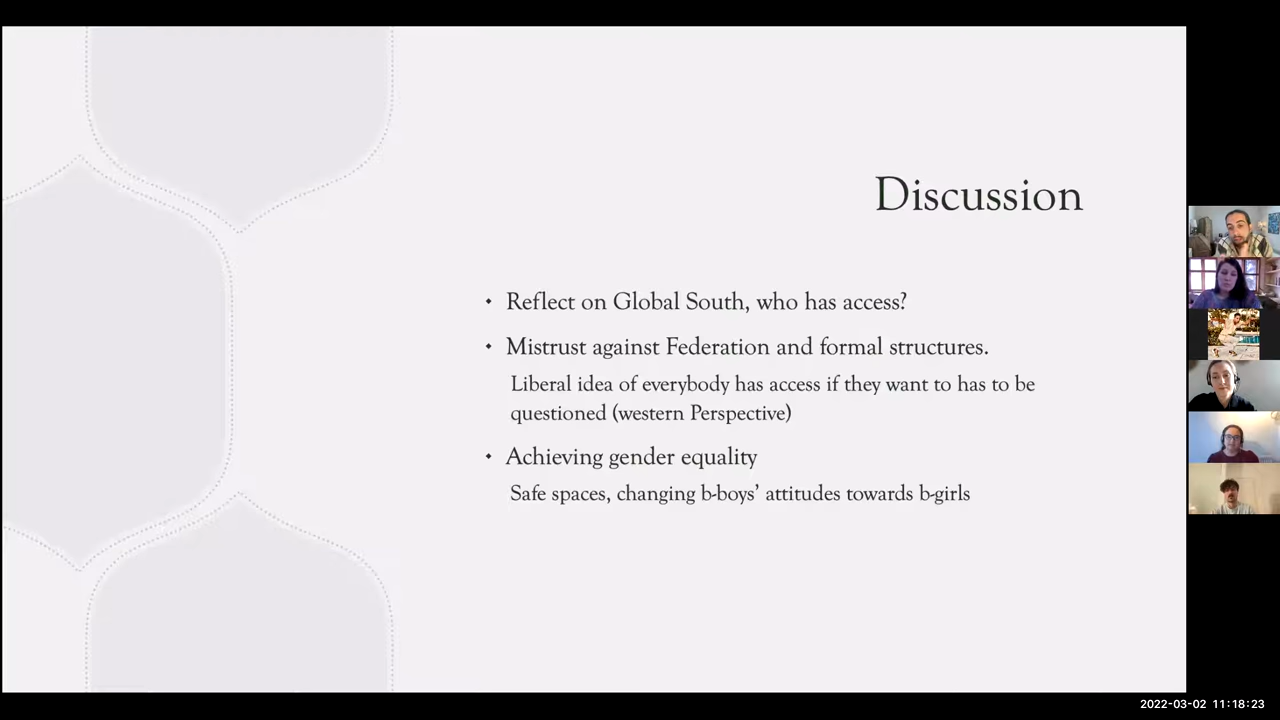 Discussion
• Reflect on Global South, who has access?
• Mistrust against Federation and formal structures.
Liberal idea of everybody has access if they want to has to be
questioned (western Perspective)
• Achieving gender equality
Safe spaces, changing b-boys’ attitudes towards b-girls
2022-03-02 11:18:23